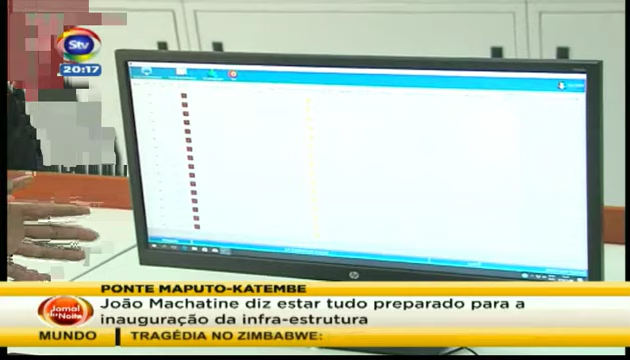 Stv
20:17
hp
PONTE MAPUTO-KATEMBE
João Machatine diz estar tudo preparado para a
inauguração da infra-estrutura
Jornal da Noite
MUNDO
TRAGÉDIA NO ZIMBABWE: